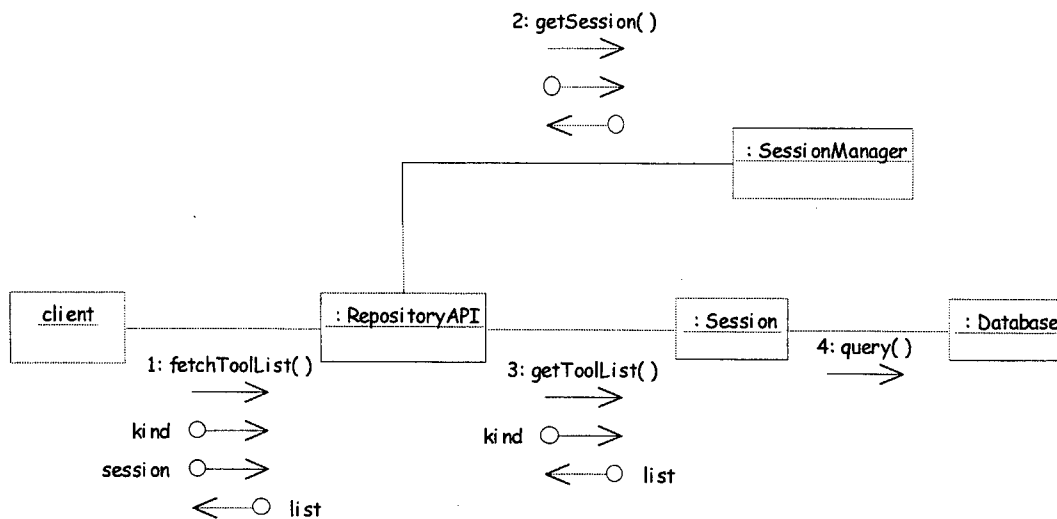 2: getSession()
: SessionManager
client
: RepositoryAPI
: Session
: Database
1: fetchToolList()
3: getToolList()
4: query()
kind
kind
session
list
list